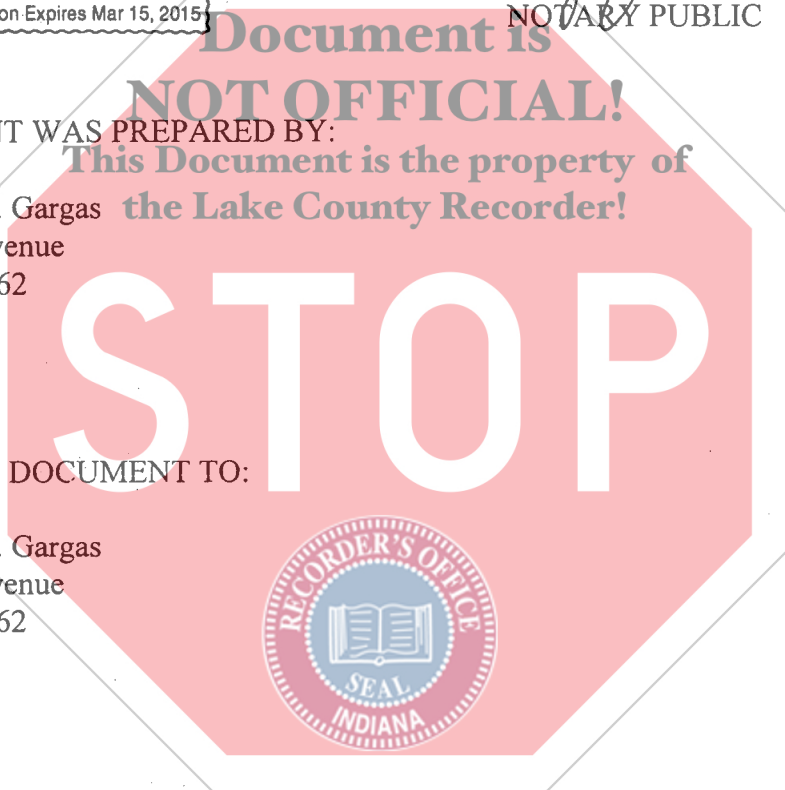 on Expires Mar 15, 2015
NOTARY PUBLIC
Document is
NOT OFFICIAL!
NT WAS PREPARED BY:
This Document is the property of
. Gargas
the Lake County Recorder!
venue
62
STOP
DOCUMENT TO:
. Gargas
venue
62
RECORDER'S OFFICE
SEAL
INDIANA